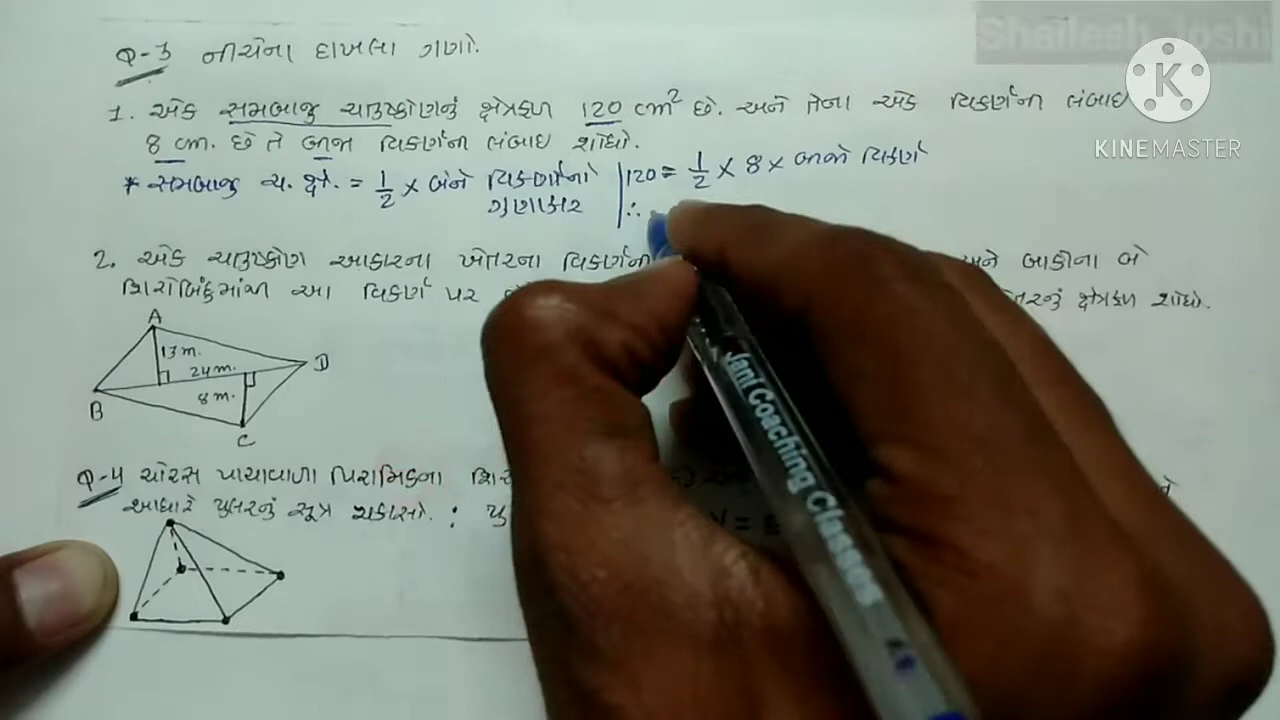 Shailesh Joshi
K
KINEMASTER
Q-3 નીચેના દાખલા ગણો.
1. એક સમબાજુ ચતુષ્કોણનું ક્ષેત્રફળ 120 cm² છે. અને તેના એક વિકર્ણની લંબાઈ
8 cm. છે તે બીજા વિકર્ણની લંબાઈ શોધો.
* સમબાજુ ચ. ક્ષે. = 1/2 × બંને વિકર્ણોનો
ગુણાકાર
120 = 1/2 × 8 × બીજો વિકર્ણ
∴
2. એક ચતુષ્કોણ આકારના ખેતરના વિકર્ણની અને બાકીના બે
શિરોબિંદુમાંથી આ વિકર્ણ પર ક્ષેત્રફળ શોધો.
A
13 m.
24 m.
D
8 m.
B
C
Q-4 ચોરસ પાયાવાળા પિરામિડના
આધારે યુલરનું સૂત્ર ચકાસો. :
V =
Jani Coaching Classes